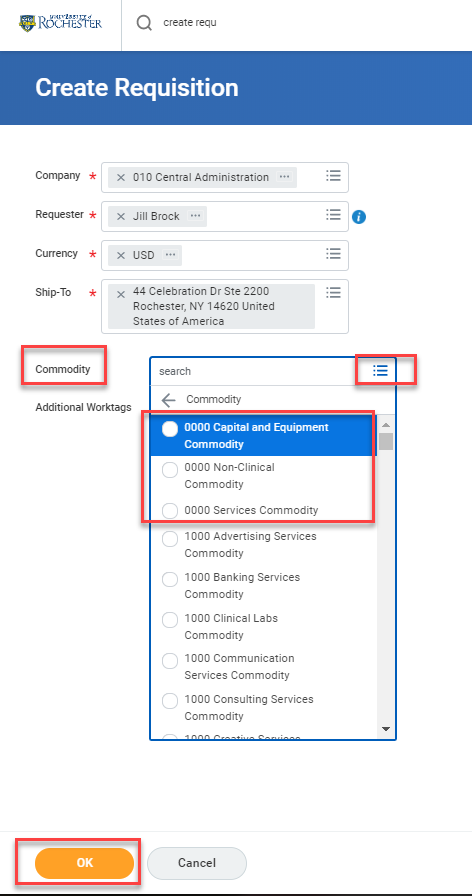 UNIVERSITY of
ROCHESTER
create requ
Create Requisition
Company *
× 010 Central Administration ···
Requester *
× Jill Brock ···
Currency *
× USD ···
Ship-To *
× 44 Celebration Dr Ste 2200
Rochester, NY 14620 United
States of America
Commodity
search
Commodity
Additional Worktags
0000 Capital and Equipment
Commodity
0000 Non-Clinical
Commodity
0000 Services Commodity
1000 Advertising Services
Commodity
1000 Banking Services
Commodity
1000 Clinical Labs
Commodity
1000 Communication
Services Commodity
1000 Consulting Services
Commodity
1000 Creative Services
OK
Cancel